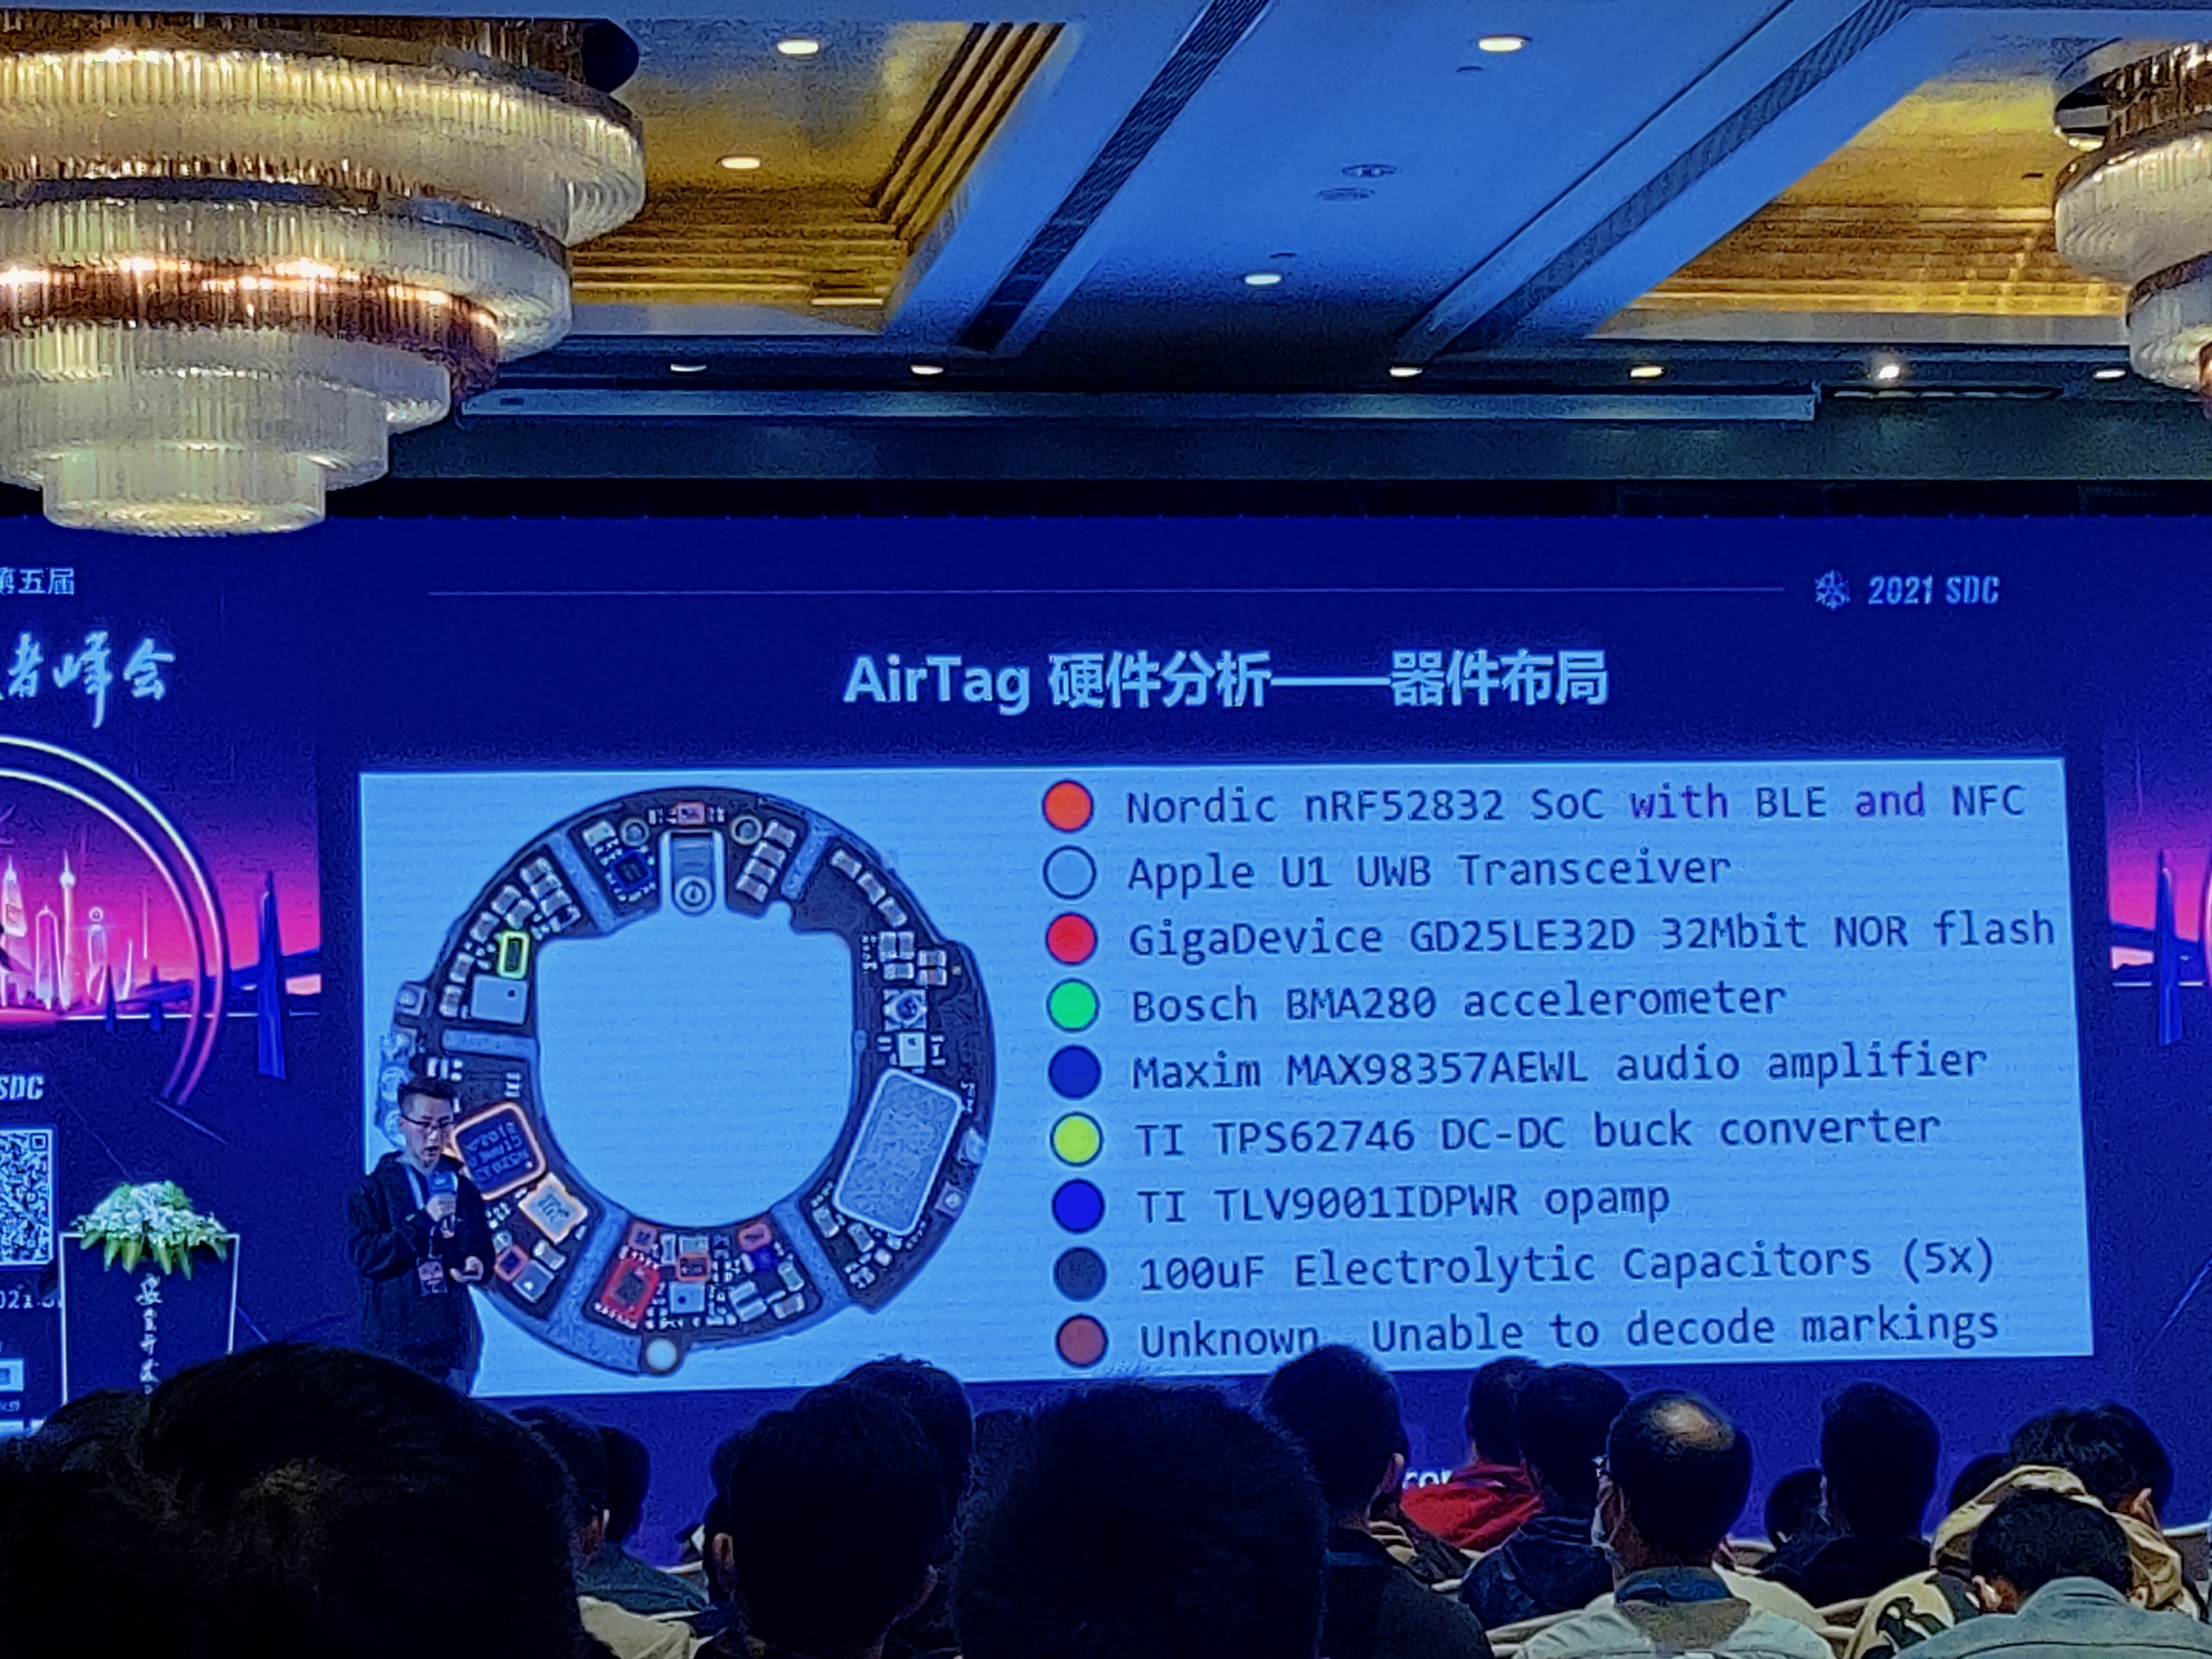 第五届
者峰会
2021 SDC
AirTag 硬件分析——器件布局
Nordic nRF52832 SoC with BLE and NFC
Apple U1 UWB Transceiver
GigaDevice GD25LE32D 32Mbit NOR flash
Bosch BMA280 accelerometer
Maxim MAX98357AEWL audio amplifier
TI TPS62746 DC-DC buck converter
TI TLV9001IDPWR opamp
100uF Electrolytic Capacitors (5x)
Unknown Unable to decode markings
SDC